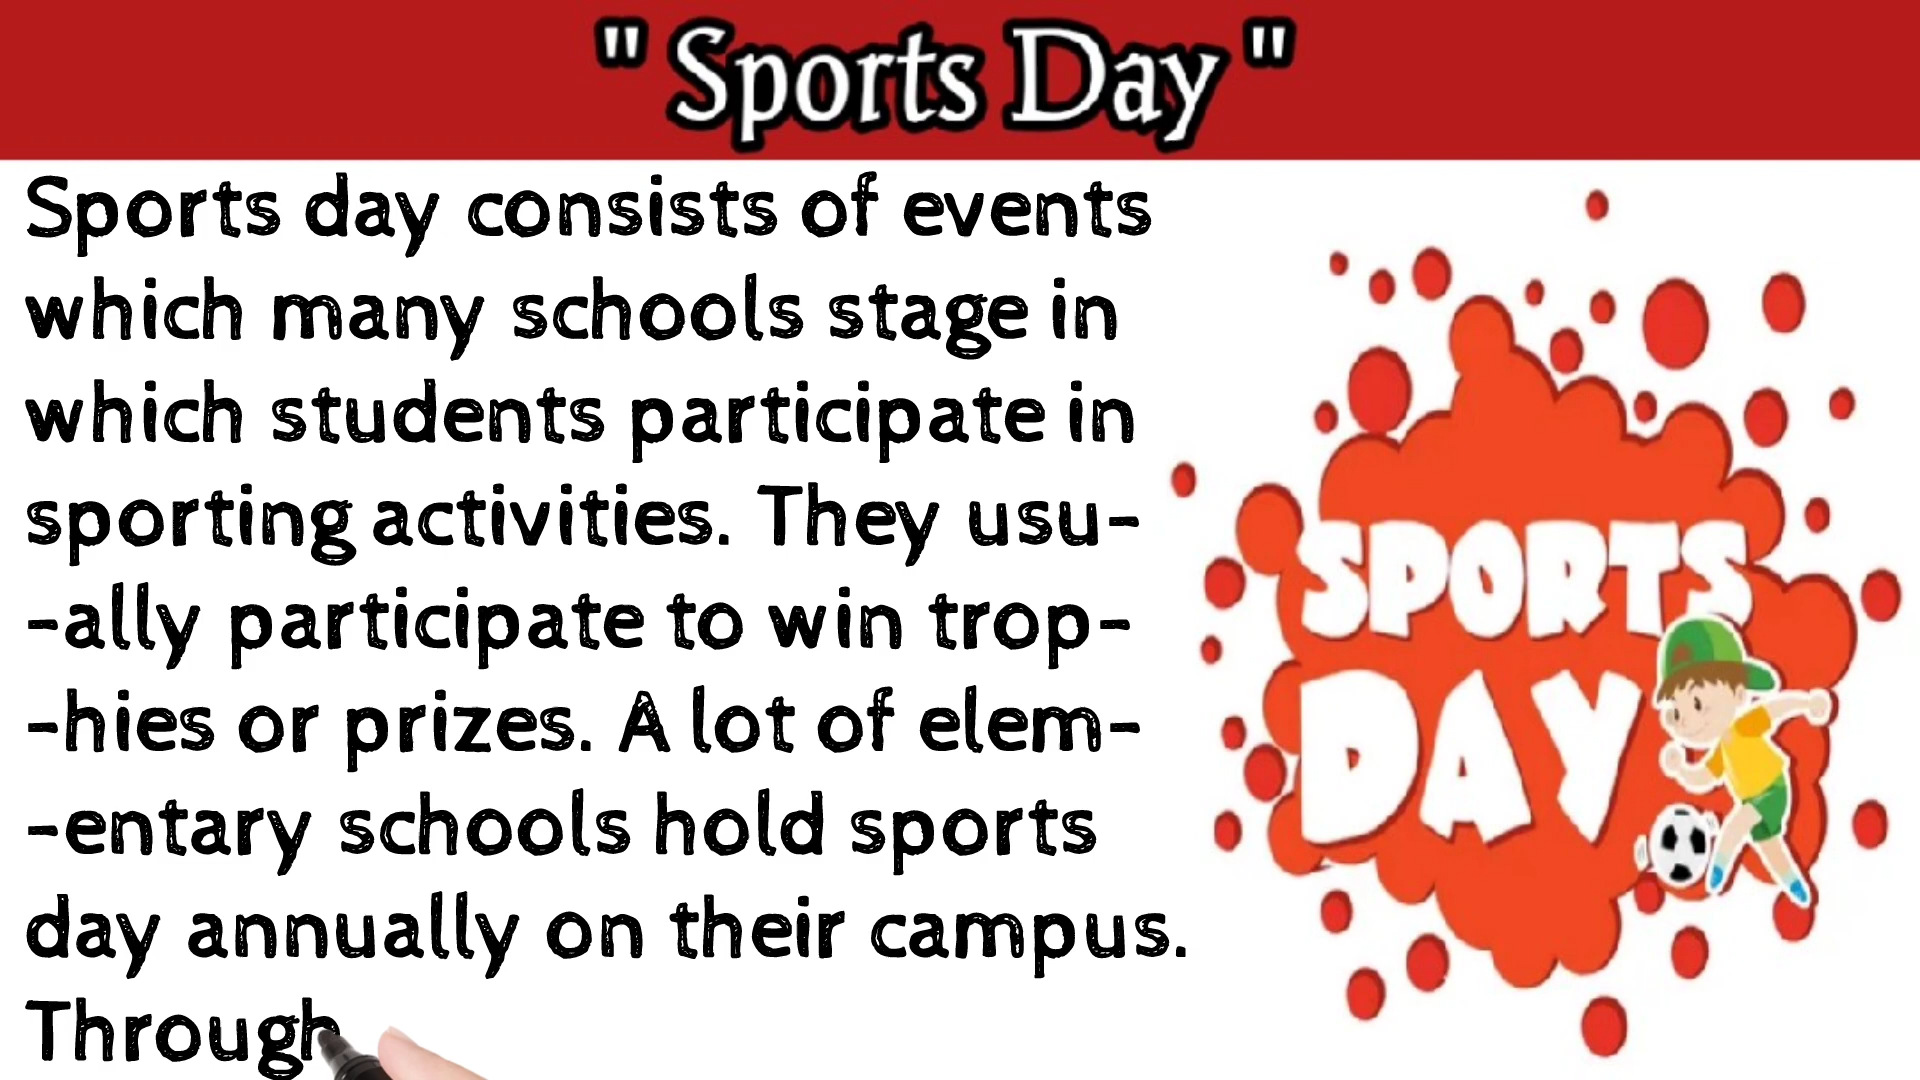 " Sports Day "
Sports day consists of events
which many schools stage in
which students participate in
sporting activities. They usu-
-ally participate to win trop-
-hies or prizes. A lot of elem-
-entary schools hold sports
day annually on their campus.
Through
SPORTS
DAY